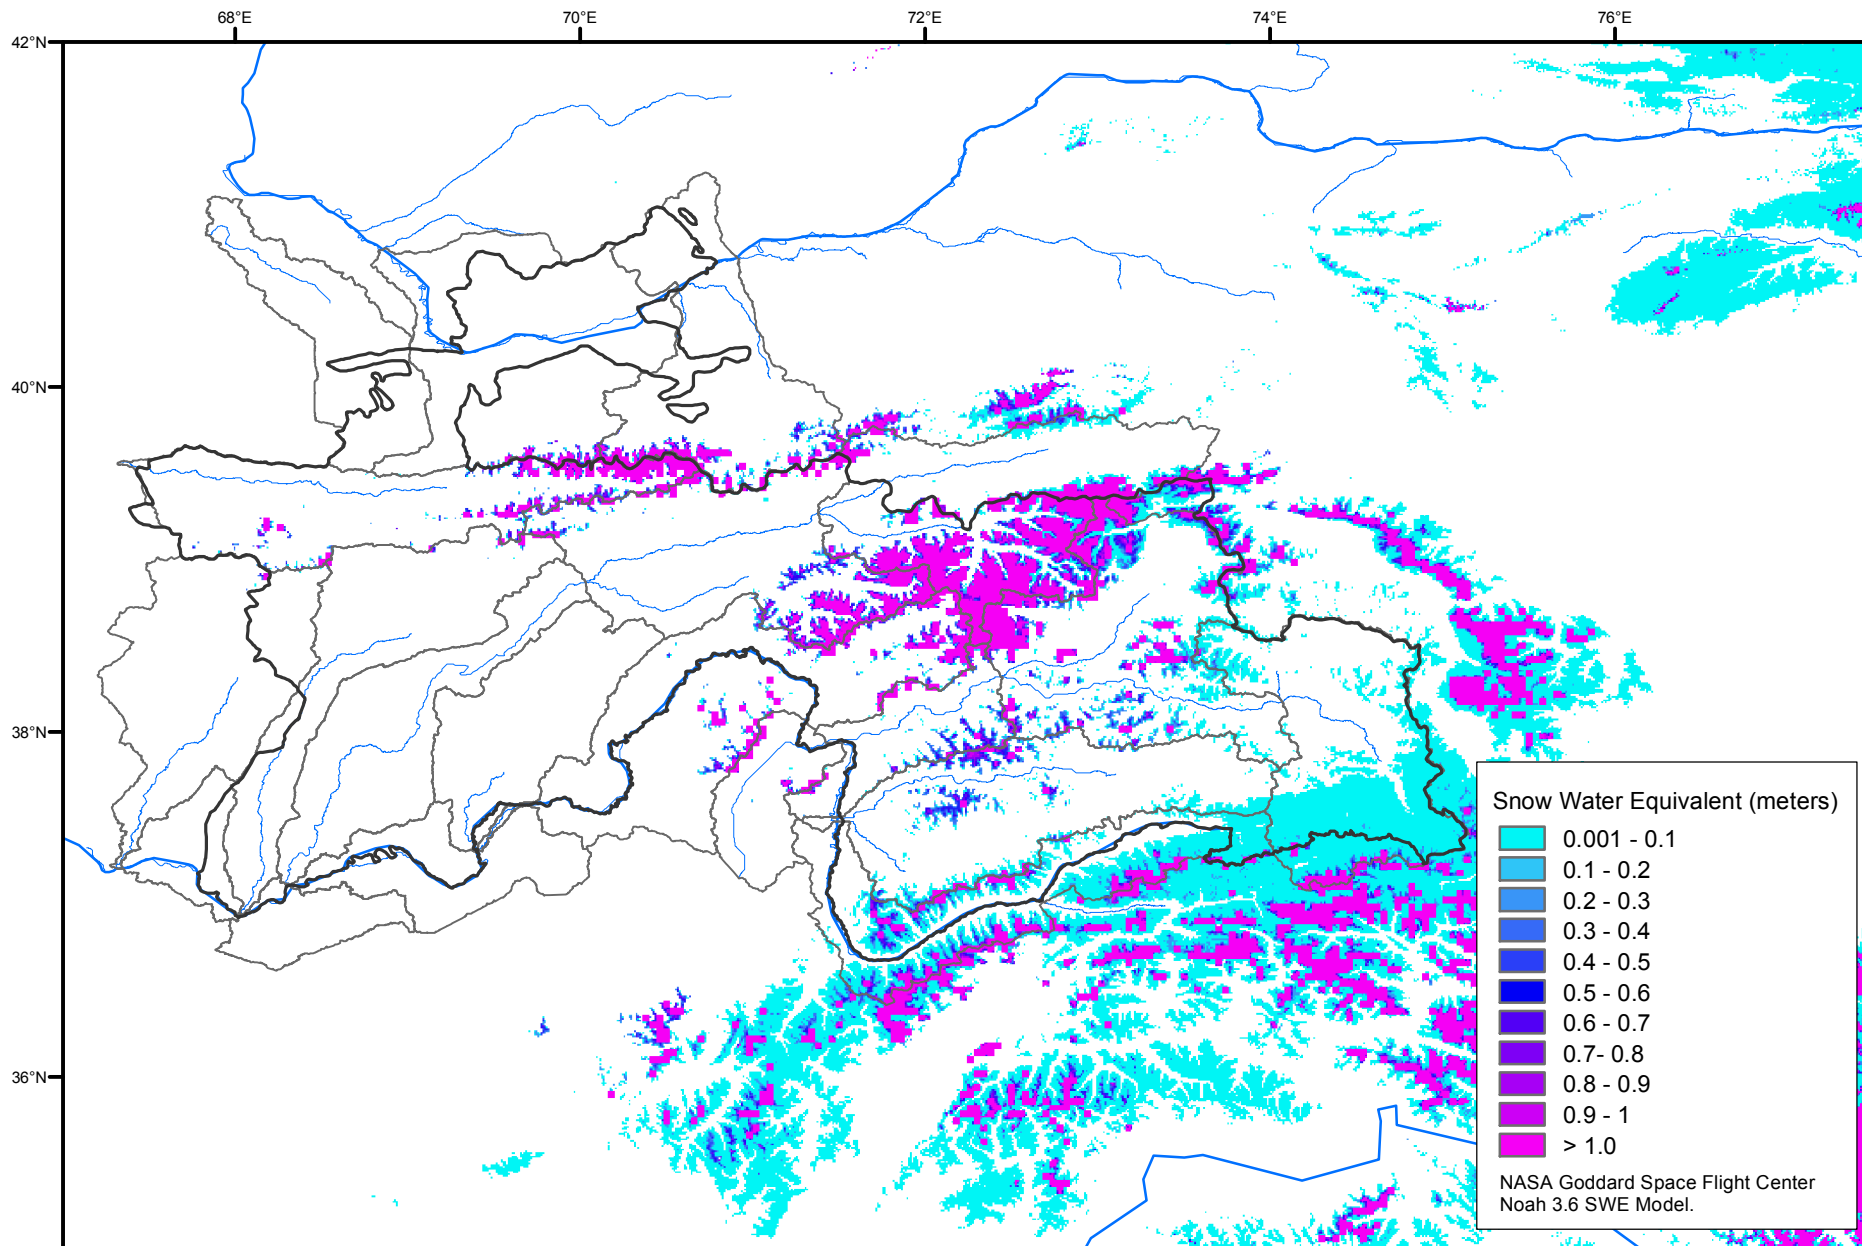 68°E
70°E
72°E
74°E
76°E
42°N
40°N
38°N
36°N
Snow Water Equivalent (meters)
0.001 - 0.1
0.1 - 0.2
0.2 - 0.3
0.3 - 0.4
0.4 - 0.5
0.5 - 0.6
0.6 - 0.7
0.7- 0.8
0.8 - 0.9
0.9 - 1
> 1.0
NASA Goddard Space Flight Center
Noah 3.6 SWE Model.